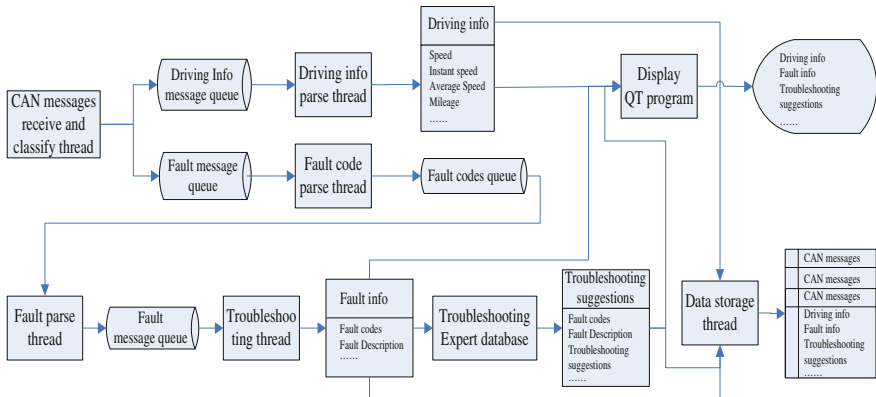 CAN messages
receive and
classify thread
Driving Info
message queue
Driving info
parse thread
Driving info
Speed
Instant speed
Average Speed
Mileage
......
Display
QT program
Driving info
Fault info
Troubleshooting
suggestions
......
Fault message
queue
Fault code
parse thread
Fault codes queue
Fault parse
thread
Fault
message queue
Troubleshoo
ting thread
Fault info
Fault codes
Fault Description
......
Troubleshooting
Expert database
Troubleshooting
suggestions
Fault codes
Fault Description
Troubleshooting
suggestions
......
Data storage
thread
CAN messages
CAN messages
CAN messages
Driving info
Fault info
Troubleshooting
suggestions
......